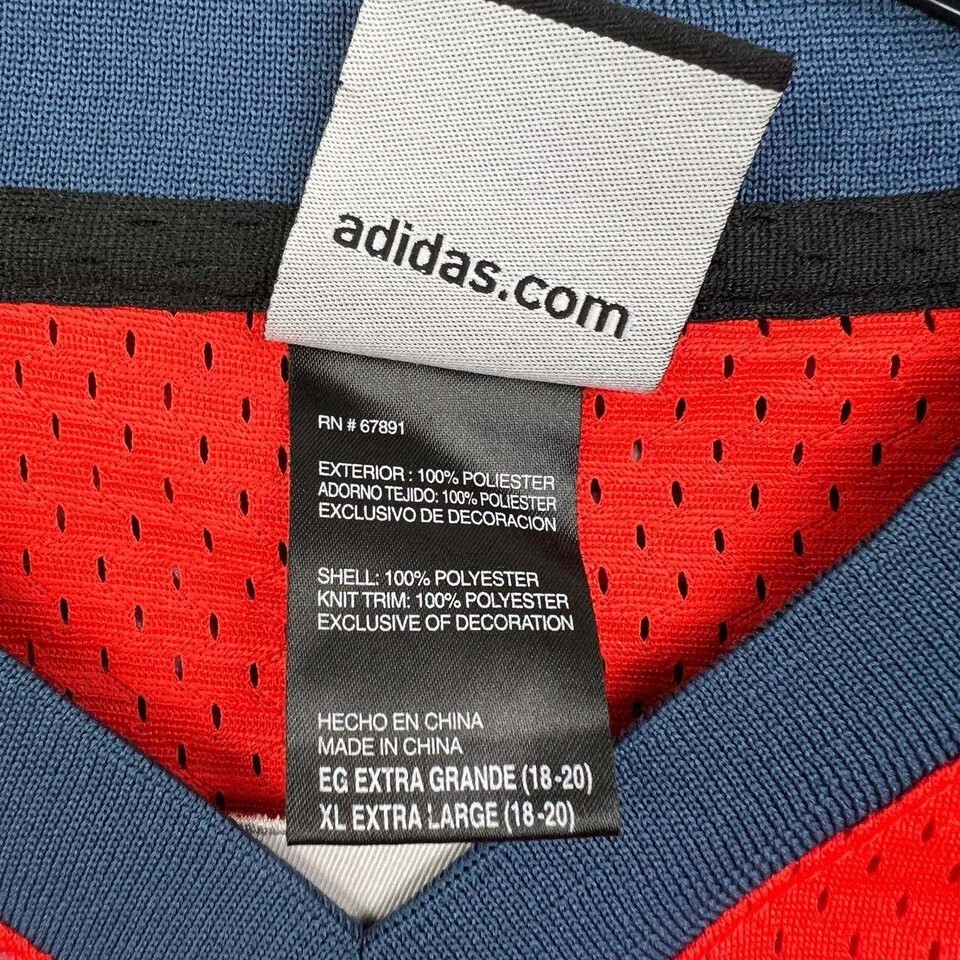 adidas.com
RN # 67891
EXTERIOR : 100% POLIESTER
ADORNO TEJIDO: 100% POLIESTER
EXCLUSIVO DE DECORACION
SHELL: 100% POLYESTER
KNIT TRIM: 100% POLYESTER
EXCLUSIVE OF DECORATION
HECHO EN CHINA
MADE IN CHINA
EG EXTRA GRANDE (18-20)
XL EXTRA LARGE (18-20)